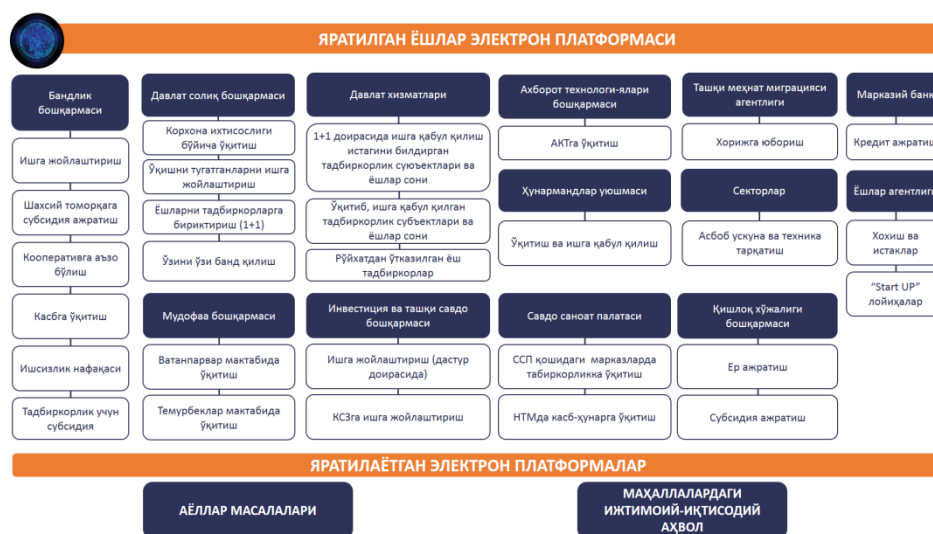 ЯРАТИЛГАН ЁШЛАР ЭЛЕКТРОН ПЛАТФОРМАСИ
Бандлик
бошқармаси
Ишга жойлаштириш
Шахсий томорқага
субсидия ажратиш
Кооперативга аъзо
бўлиш
Касбга ўқитиш
Ишсизлик нафақаси
Тадбиркорлик учун
субсидия
Давлат солиқ бошқармаси
Корхона ихтисослиги
бўйича ўқитиш
Ўқишни тугатганларни ишга
жойлаштириш
Ёшларни тадбиркорларга
бириктириш (1+1)
Ўзини ўзи банд қилиш
Мудофаа бошқармаси
Ватанпарвар мактабида
ўқитиш
Темурбеклар мактабида
ўқитиш
Давлат хизматлари
1+1 доирасида ишга қабул қилиш
истагини билдирган
тадбиркорлик суюъектлари ва
ёшлар сони
Ўқитиб, ишга қабул қилган
тадбиркорлик субъектлари ва
ёшлар сони
Рўйхатдан ўтказилган ёш
тадбиркорлар
Инвестиция ва ташқи савдо
бошқармаси
Ишга жойлаштириш (дастур
доирасида)
КСЗга ишга жойлаштириш
Ахборот технологи-ялари
бошқармаси
АКТга ўқитиш
Ҳунармандлар уюшмаси
Ўқитиш ва ишга қабул қилиш
Савдо саноат палатаси
ССП қошидаги марказларда
табиркорликка ўқитиш
НТМда касб-ҳунарга ўқитиш
Ташқи меҳнат миграцияси
агентлиги
Хорижга юбориш
Секторлар
Асбоб ускуна ва техника
тарқатиш
Қишлоқ хўжалиги
бошқармаси
Ер ажратиш
Субсидия ажратиш
Марказий банк
Кредит ажратиш
Ёшлар агентлиги
Хохиш ва
истаклар
“Start UP”
лойиҳалар
ЯРАТИЛАЁТГАН ЭЛЕКТРОН ПЛАТФОРМАЛАР
АЁЛЛАР МАСАЛАЛАРИ
МАҲАЛЛАЛАРДАГИ
ИЖТИМОИЙ-ИҚТИСОДИЙ
АҲВОЛ